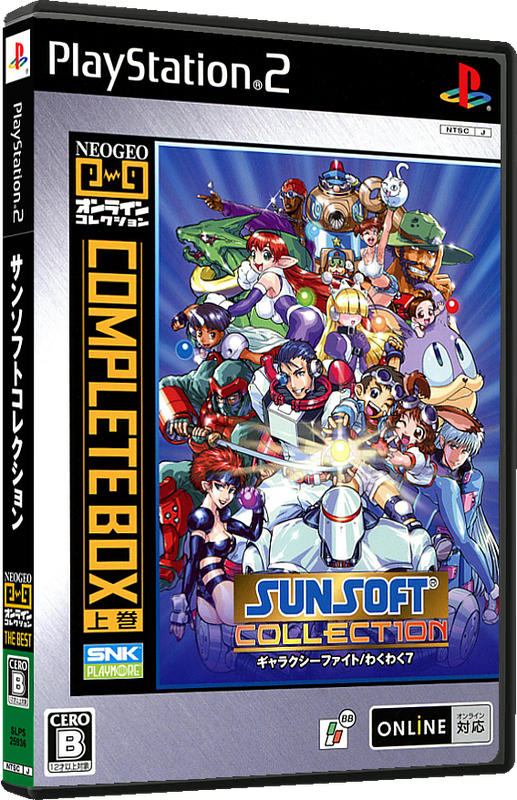 PlayStation®2
サンソフトコレクション
NEOGEO
オンライン
コレクション
THE BEST
CERO
B
SLPS
25936
NTSC J
PlayStation®2
NTSC J
NEOGEO
オンライン
コレクション
COMPLETE BOX
上巻
SNK
PLAYMORE
SUNSOFT®
COLLECTION
ギャラクシーファイト/わくわく7
CERO
B
12才以上対象
BB
ONLINE
オンライン
対応